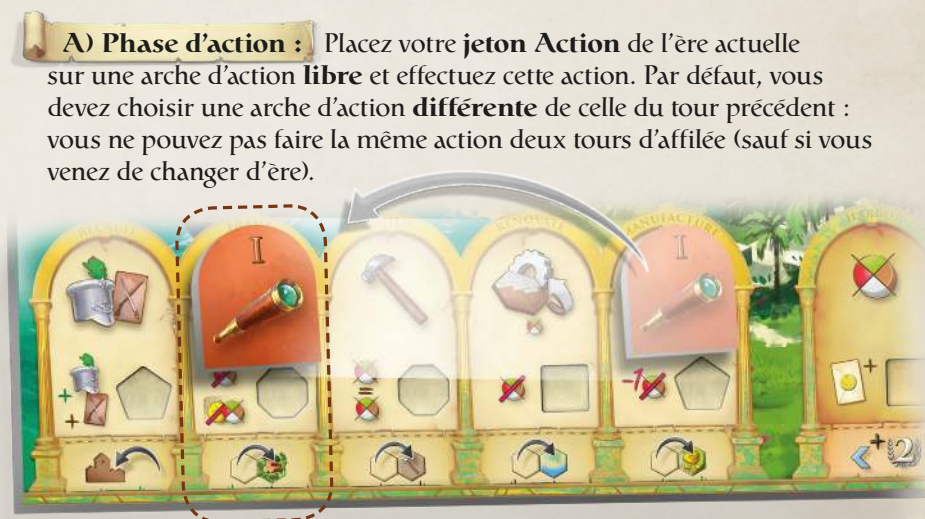 A) Phase d'action : Placez votre jeton Action de l'ère actuelle
sur une arche d'action libre et effectuez cette action. Par défaut, vous
devez choisir une arche d'action différente de celle du tour précédent :
vous ne pouvez pas faire la même action deux tours d'affilée (sauf si vous
venez de changer d'ère).
RECRUIT
RENOVATE
MANUFACTURE
I
I
+
+
=
-1
+
+
2